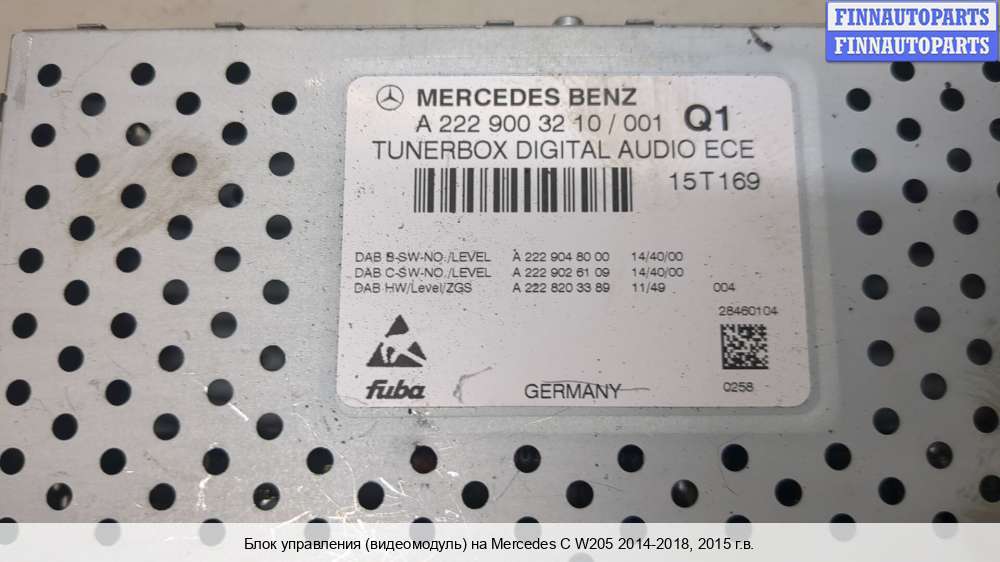 FINNAUTOPARTS
FINNAUTOPARTS
MERCEDES BENZ
A 222 900 32 10 / 001 Q1
TUNERBOX DIGITAL AUDIO ECE
15T169
DAB B-SW-NO./LEVEL A 222 904 80 00 14/40/00
DAB C-SW-NO./LEVEL A 222 902 61 09 14/40/00
DAB HW/Level/ZGS A 222 820 33 89 11/49 004
28460104
0258
fuba GERMANY
Блок управления (видеомодуль) на Mercedes C W205 2014-2018, 2015 г.в.